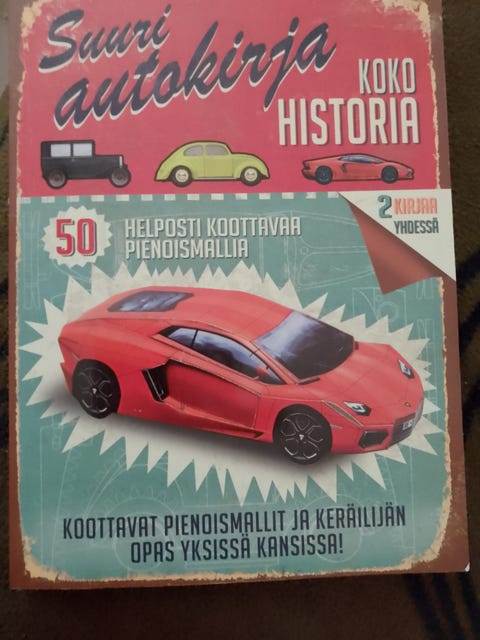 Suuri
autokirja
KOKO
HISTORIA
2 KIRJAA
YHDESSÄ
50
HELPOSTI KOOTTAVAA
PIENOISMALLIA
KOOTTAVAT PIENOISMALLIT JA KERÄILIJÄN
OPAS YKSISSÄ KANSISSA!